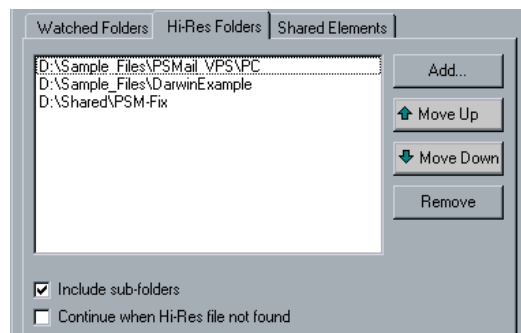 Watched Folders Hi-Res Folders Shared Elements
D:\Sample_Files\PSMail_VPS\PC
D:\Sample_Files\DarwinExample
D:\Shared\PSM-Fix
Add...
Move Up
Move Down
Remove
Include sub-folders
Continue when Hi-Res file not found